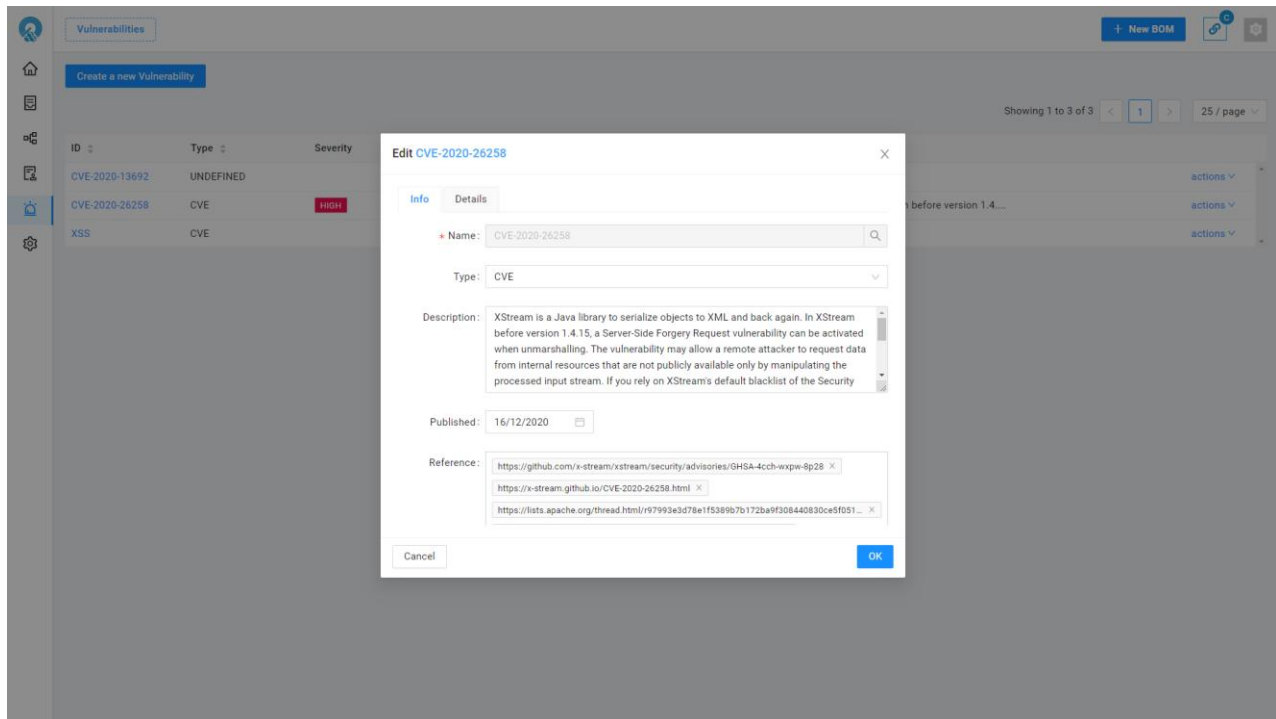 Vulnerabilities
+ New BOM
C
Create a new Vulnerability
Showing 1 to 3 of 3 < 1 > 25 / page
ID Type Severity
CVE-2020-13692 UNDEFINED actions
CVE-2020-26258 CVE HIGH n before version 1.4.... actions
XSS CVE actions
Edit CVE-2020-26258
Info Details
* Name: CVE-2020-26258
Type: CVE
Description: XStream is a Java library to serialize objects to XML and back again. In XStream
before version 1.4.15, a Server-Side Forgery Request vulnerability can be activated
when unmarshalling. The vulnerability may allow a remote attacker to request data
from internal resources that are not publicly available only by manipulating the
processed input stream. If you rely on XStream's default blacklist of the Security
Published: 16/12/2020
Reference: https://github.com/x-stream/xstream/security/advisories/GHSA-4cch-wxpw-8p28 ×
https://x-stream.github.io/CVE-2020-26258.html ×
https://lists.apache.org/thread.html/r97993e3d78e1f5389b7b172ba9f308440830ce5f051... ×
Cancel OK